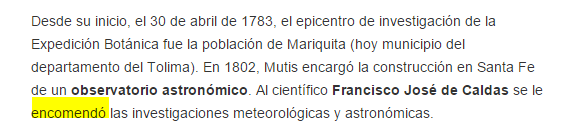 Desde su inicio, el 30 de abril de 1783, el epicentro de investigación de la
Expedición Botánica fue la población de Mariquita (hoy municipio del
departamento del Tolima). En 1802, Mutis encargó la construcción en Santa Fe
de un observatorio astronómico. Al científico Francisco José de Caldas se le
encomendó las investigaciones meteorológicas y astronómicas.